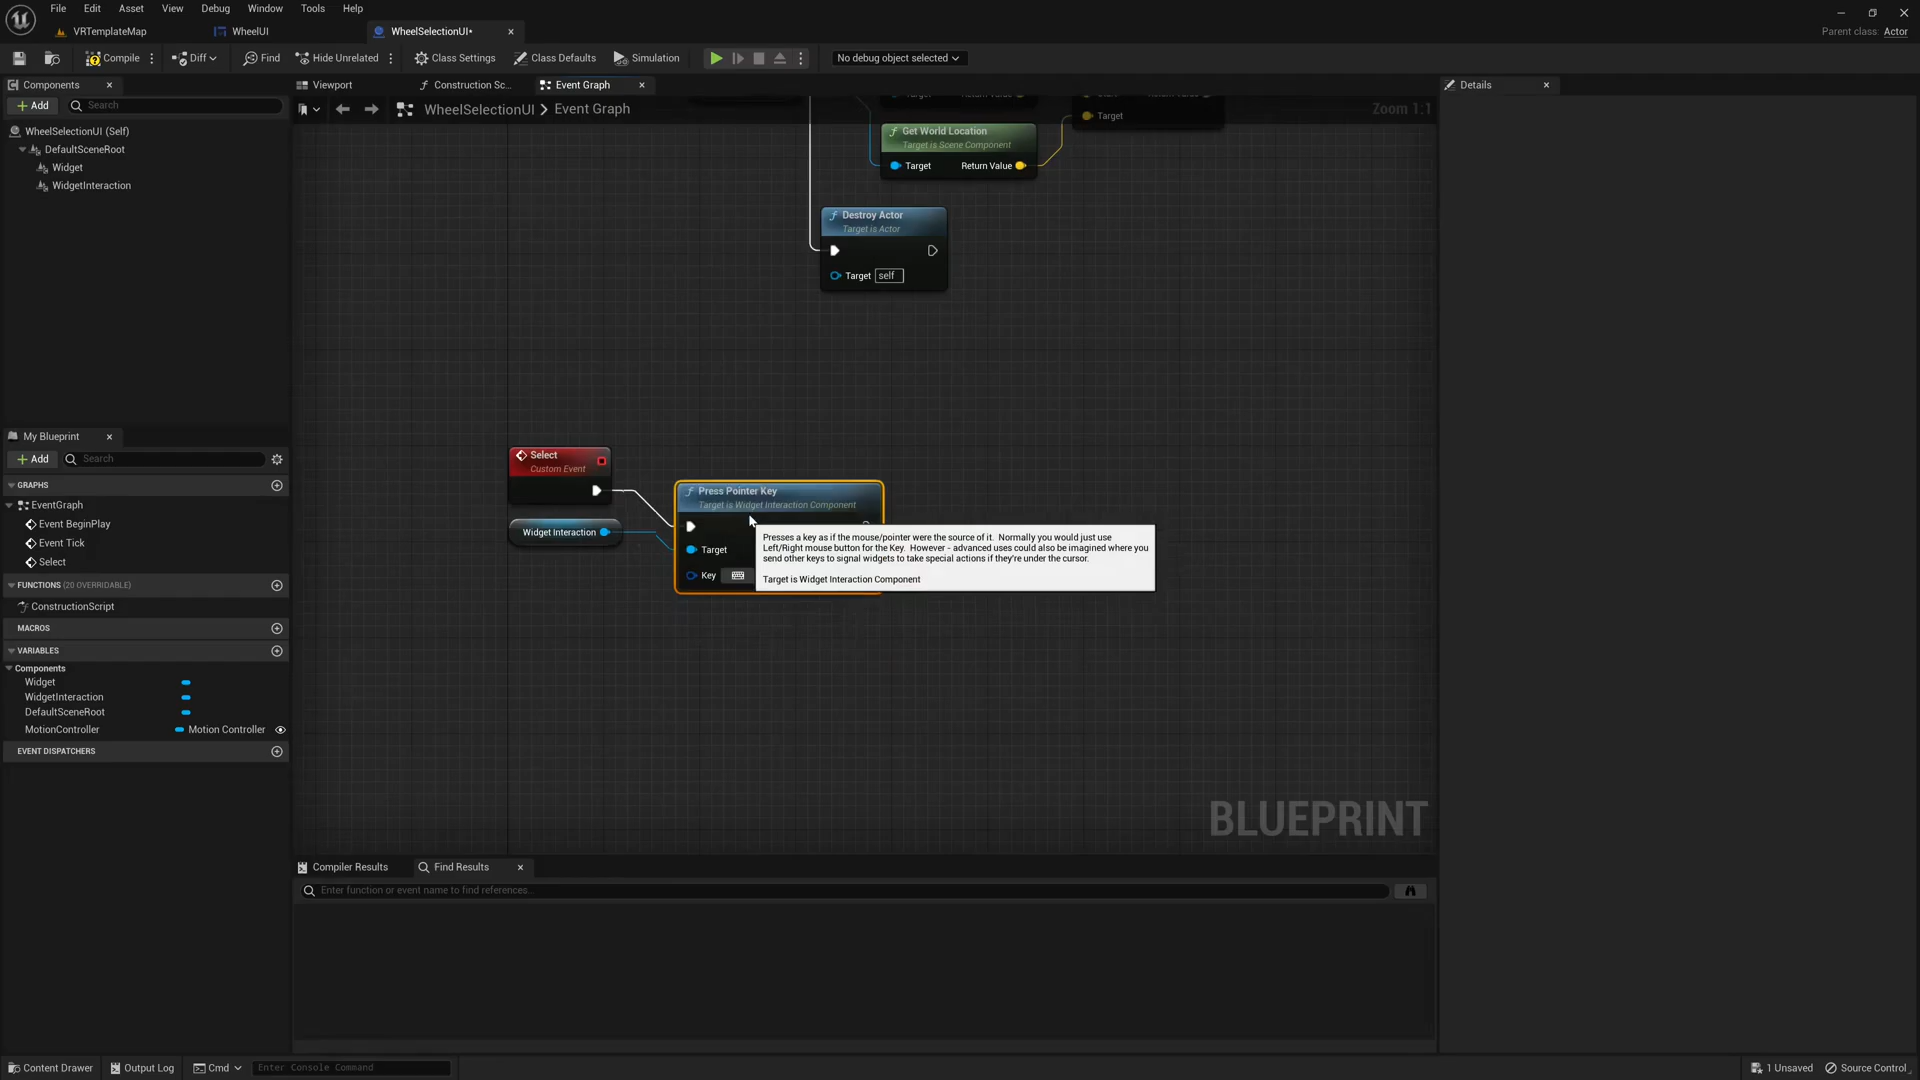 File Edit Asset View Debug Window Tools Help
VRTemplateMap WheelUI WheelSelectionUI•
Parent class: Actor
Compile Diff Find Hide Unrelated Class Settings Class Defaults Simulation No debug object selected
Components
Viewport Construction Sc... Event Graph
Details
Add Search
WheelSelectionUI > Event Graph
Zoom 1:1
WheelSelectionUI (Self)
DefaultSceneRoot
Widget
WidgetInteraction
Target
Get World Location
Target is Scene Component
Target Return Value
Destroy Actor
Target is Actor
Target self
My Blueprint
Add Search
GRAPHS
EventGraph
Event BeginPlay
Event Tick
Select
FUNCTIONS (20 OVERRIDABLE)
ConstructionScript
MACROS
VARIABLES
Components
Widget
WidgetInteraction
DefaultSceneRoot
MotionController Motion Controller
EVENT DISPATCHERS
Select
Custom Event
Widget Interaction
Press Pointer Key
Target is Widget Interaction Component
Target
Key
Presses a key as if the mouse/pointer were the source of it. Normally you would just use
Left/Right mouse button for the Key. However - advanced uses could also be imagined where you
send other keys to signal widgets to take special actions if they're under the cursor.
Target is Widget Interaction Component
BLUEPRINT
Compiler Results Find Results
Enter function or event name to find references...
Content Drawer Output Log Cmd Enter Console Command
1 Unsaved Source Control